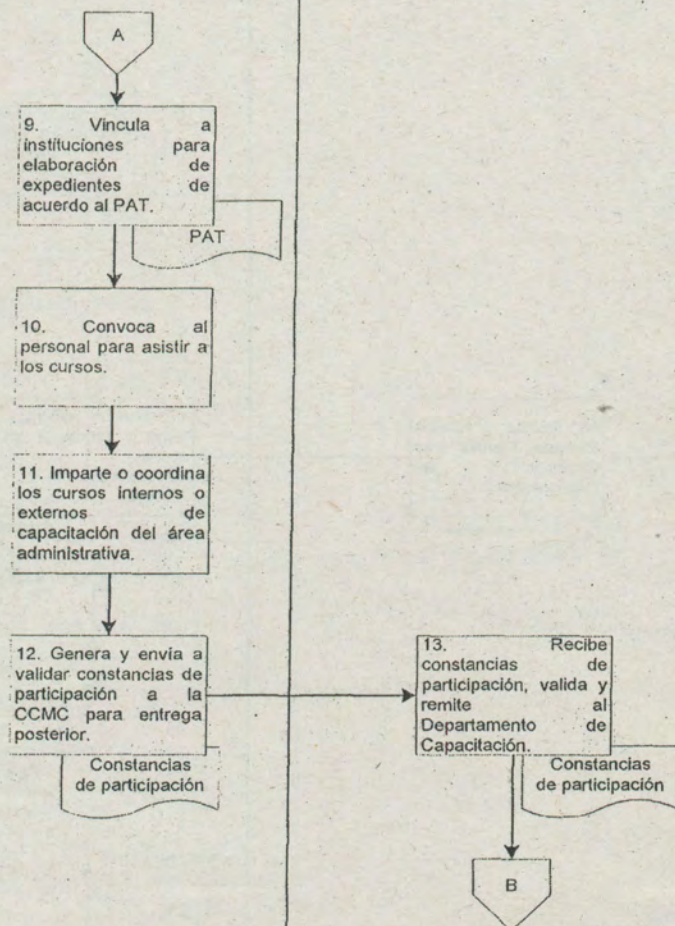 A
9. Vincula a
instituciones para
elaboración de
expedientes de
acuerdo al PAT.
PAT
10. Convoca al
personal para asistir a
los cursos.
11. Imparte o coordina
los cursos internos o
externos de
capacitación del área
administrativa.
12. Genera y envía a
validar constancias de
participación a la
CCMC para entrega
posterior.
Constancias
de participación
13. Recibe
constancias de
participación, valida y
remite al
Departamento de
Capacitación.
Constancias
de participación
B